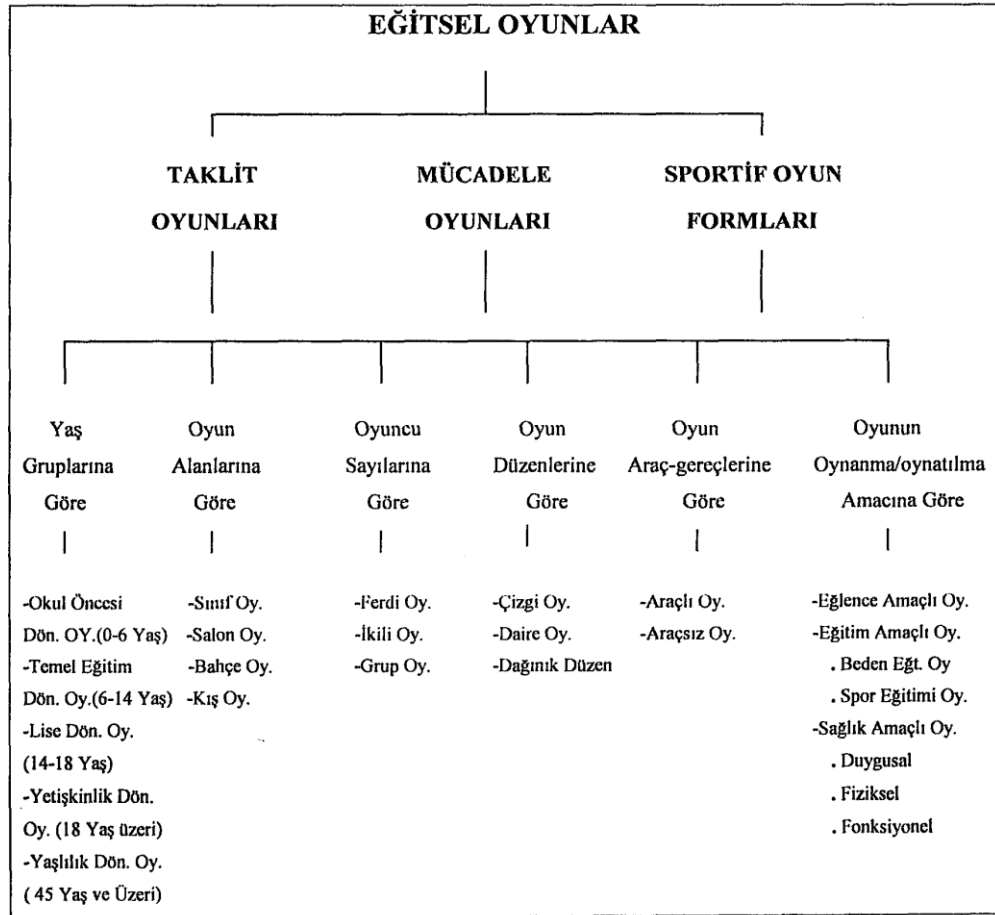 EĞİTSEL OYUNLAR
TAKLİT
OYUNLARI
MÜCADELE
OYUNLARI
SPORTİF OYUN
FORMLARI
Yaş
Gruplarına
Göre
Oyun
Alanlarına
Göre
Oyuncu
Sayılarına
Göre
Oyun
Düzenlerine
Göre
Oyun
Araç-gereçlerine
Göre
Oyunun
Oynanma/oynatılma
Amacına Göre
-Okul Öncesi
Dön. OY.(0-6 Yaş)
-Temel Eğitim
Dön. Oy.(6-14 Yaş)
-Lise Dön. Oy.
(14-18 Yaş)
-Yetişkinlik Dön.
Oy. (18 Yaş üzeri)
-Yaşlılık Dön. Oy.
( 45 Yaş ve Üzeri)
-Sınıf Oy.
-Salon Oy.
-Bahçe Oy.
-Kış Oy.
-Ferdi Oy.
-İkili Oy.
-Grup Oy.
-Çizgi Oy.
-Daire Oy.
-Dağınık Düzen
-Araçlı Oy.
-Araçsız Oy.
-Eğlence Amaçlı Oy.
-Eğitim Amaçlı Oy.
. Beden Eğt. Oy
. Spor Eğitimi Oy.
-Sağlık Amaçlı Oy.
. Duygusal
. Fiziksel
. Fonksiyonel